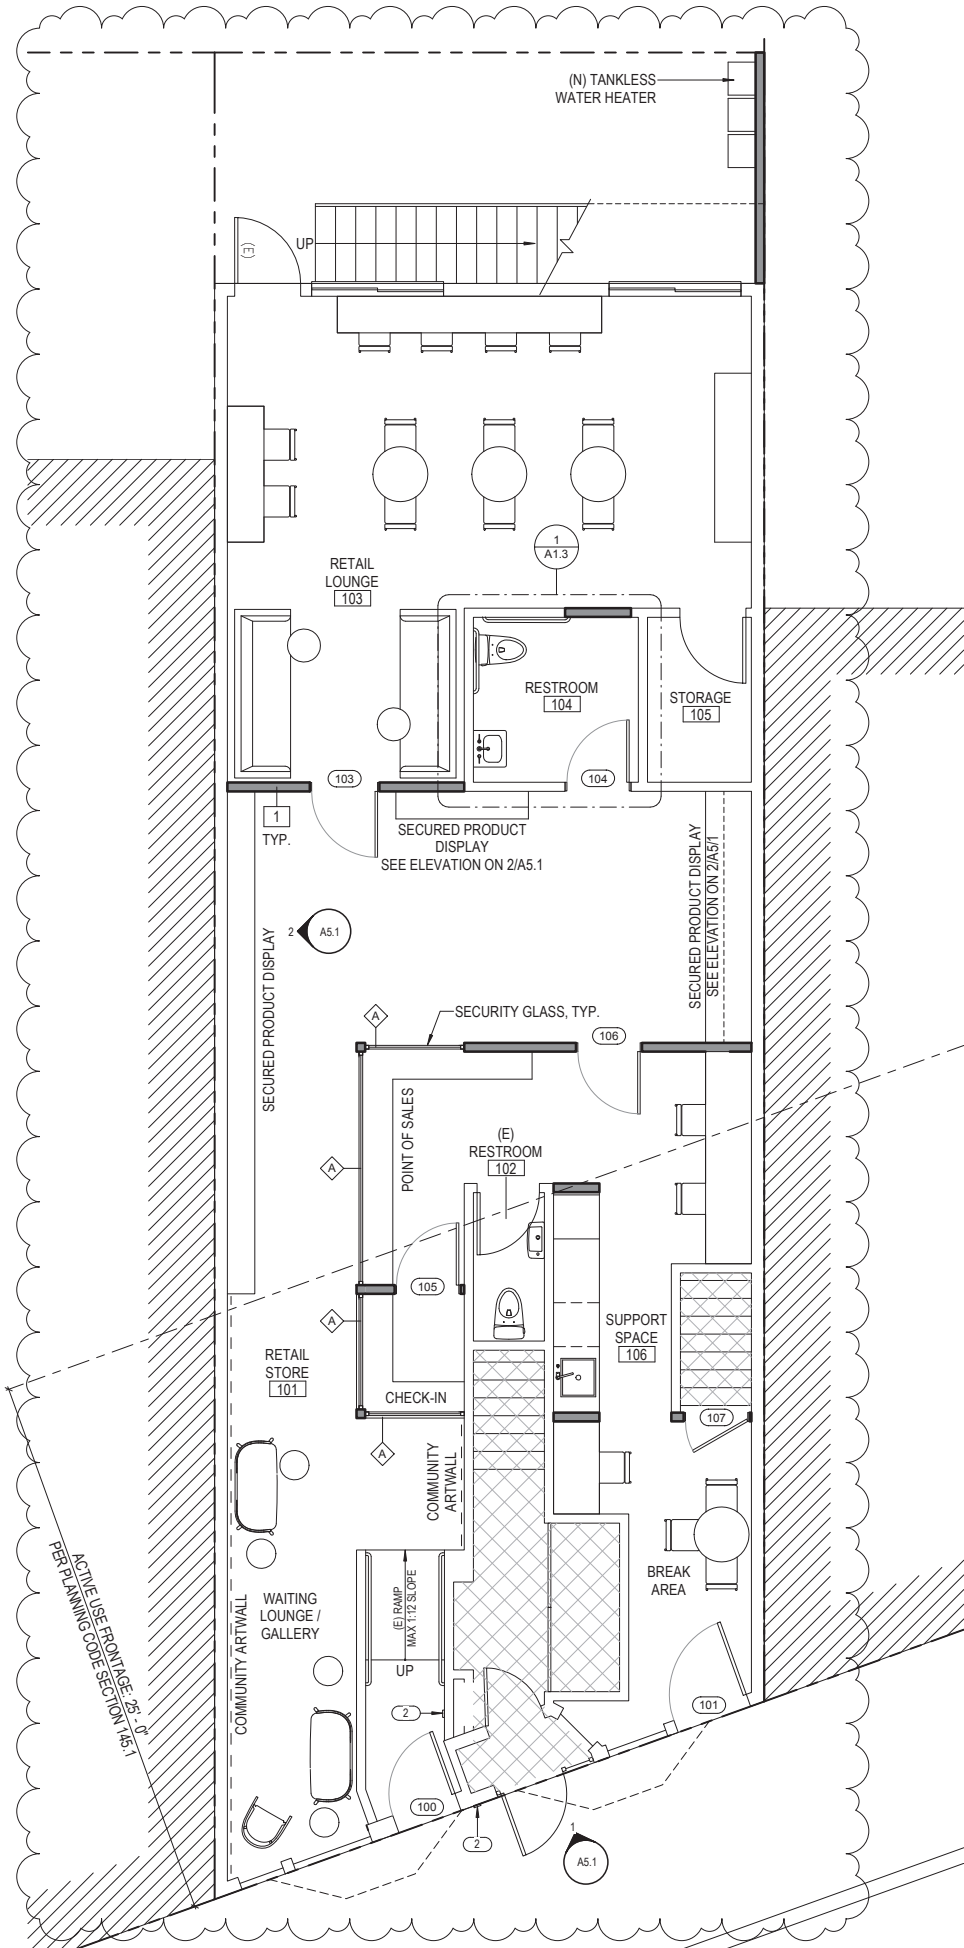 (N) TANKLESS
WATER HEATER
(E)
UP
1
A1.3
RETAIL
LOUNGE
103
RESTROOM
104
STORAGE
105
103
104
1
TYP.
SECURED PRODUCT
DISPLAY
SEE ELEVATION ON 2/A5.1
SECURED PRODUCT DISPLAY
SEE ELEVATION ON 2/A5/1
2
A5.1
SECURED PRODUCT DISPLAY
A
SECURITY GLASS, TYP.
106
POINT OF SALES
(E)
RESTROOM
102
A
105
A
SUPPORT
SPACE
106
RETAIL
STORE
101
CHECK-IN
107
A
COMMUNITY
ARTWALL
ACTIVE USE FRONTAGE: 25' - 0"
PER PLANNING CODE SECTION 145.1
COMMUNITY ARTWALL
WAITING
LOUNGE /
GALLERY
(E) RAMP
MAX 1:12 SLOPE
UP
BREAK
AREA
2
101
100
2
1
A5.1